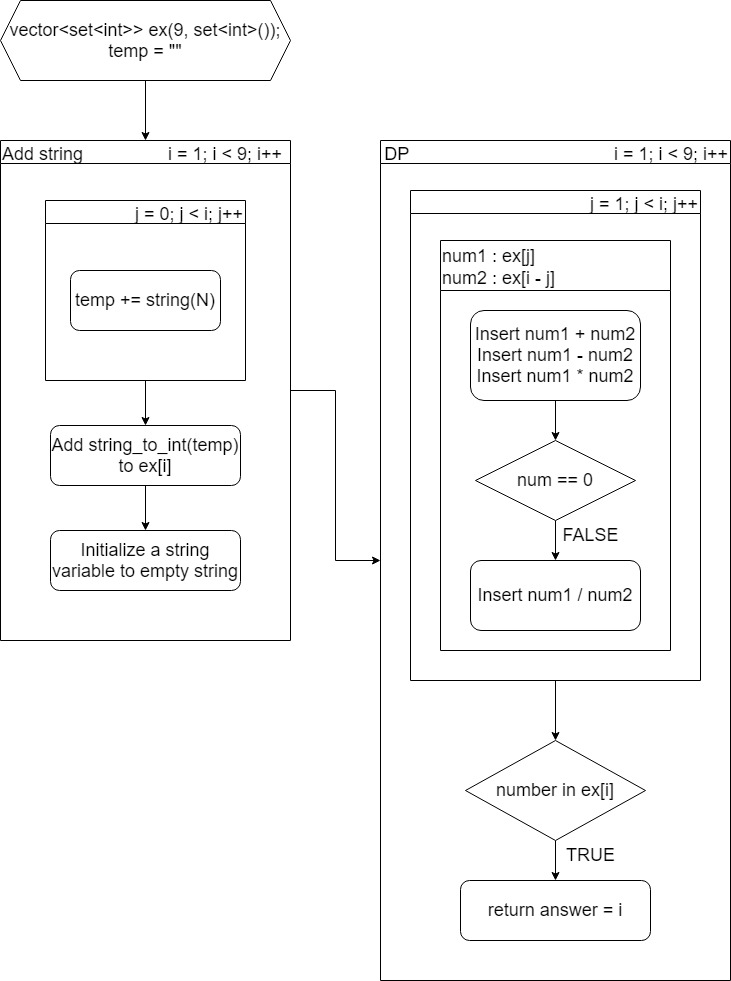 vector<set<int>> ex(9, set<int>());
temp = ""
Add string
i = 1; i < 9; i++
j = 0; j < i; j++
temp += string(N)
Add string_to_int(temp)
to ex[i]
Initialize a string
variable to empty string
DP
i = 1; i < 9; i++
j = 1; j < i; j++
num1 : ex[j]
num2 : ex[i - j]
Insert num1 + num2
Insert num1 - num2
Insert num1 * num2
num == 0
FALSE
Insert num1 / num2
number in ex[i]
TRUE
return answer = i